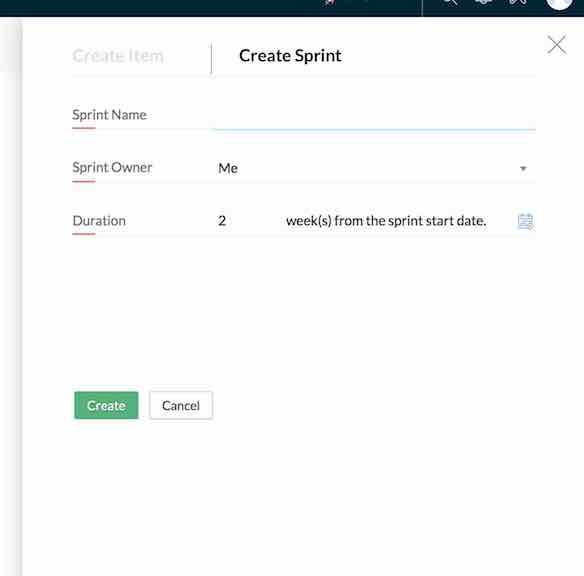 Create Item
Create Sprint
Sprint Name
Sprint Owner Me
Duration 2 week(s) from the sprint start date.
Create Cancel